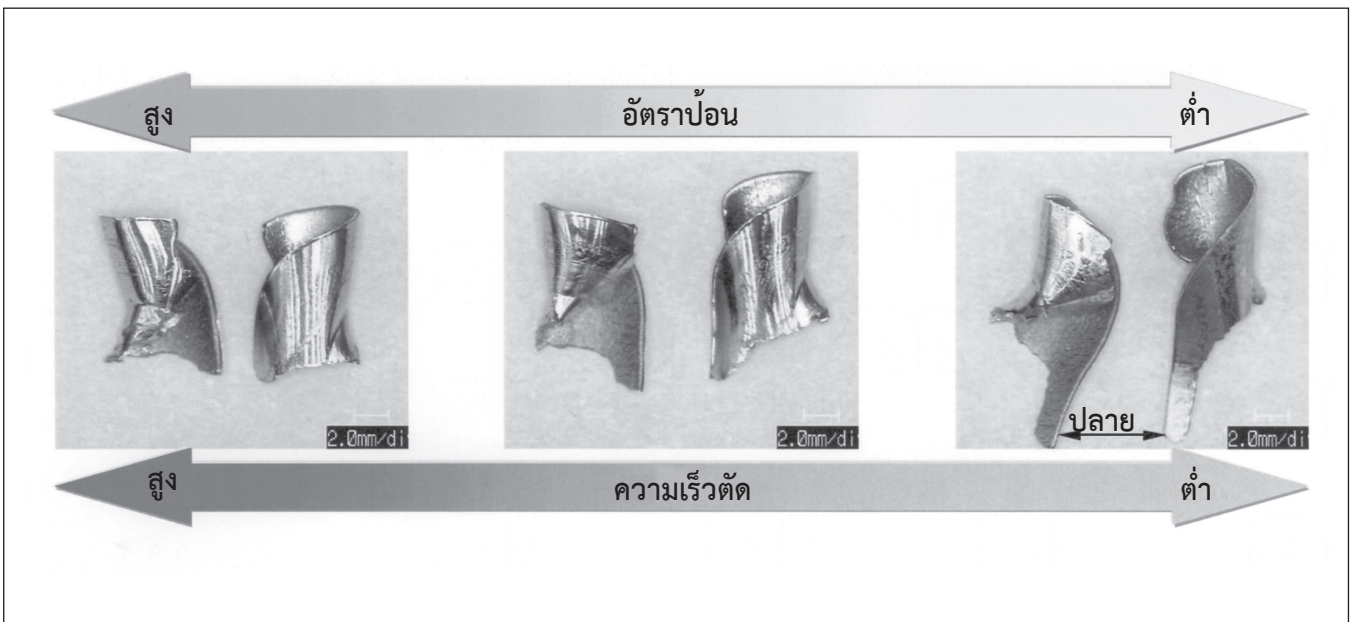 สูง อัตราป้อน ต่ำ
ปลาย
2.0mm/di 2.0mm/di 2.0mm/di
สูง ความเร็วตัด ต่ำ